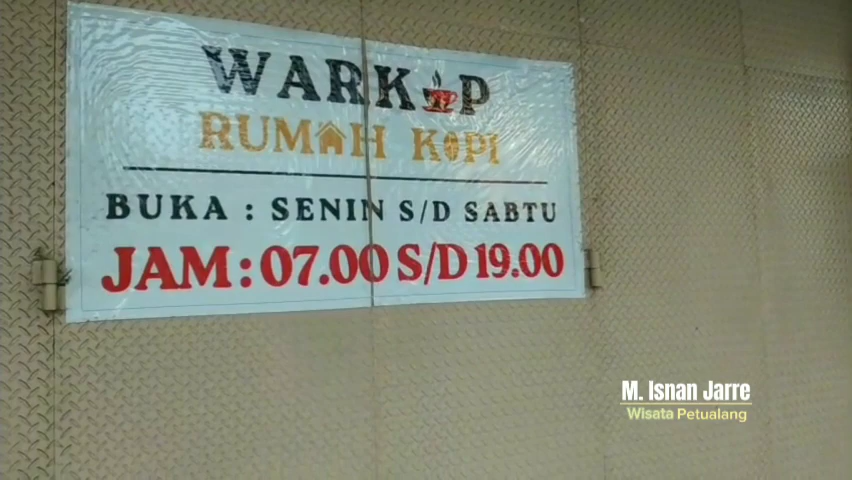 WARKOP
RUMAH KOPI
BUKA : SENIN S/D SABTU
JAM : 07.00 S/D 19.00
M. Isnan Jarre
Wisata Petualang